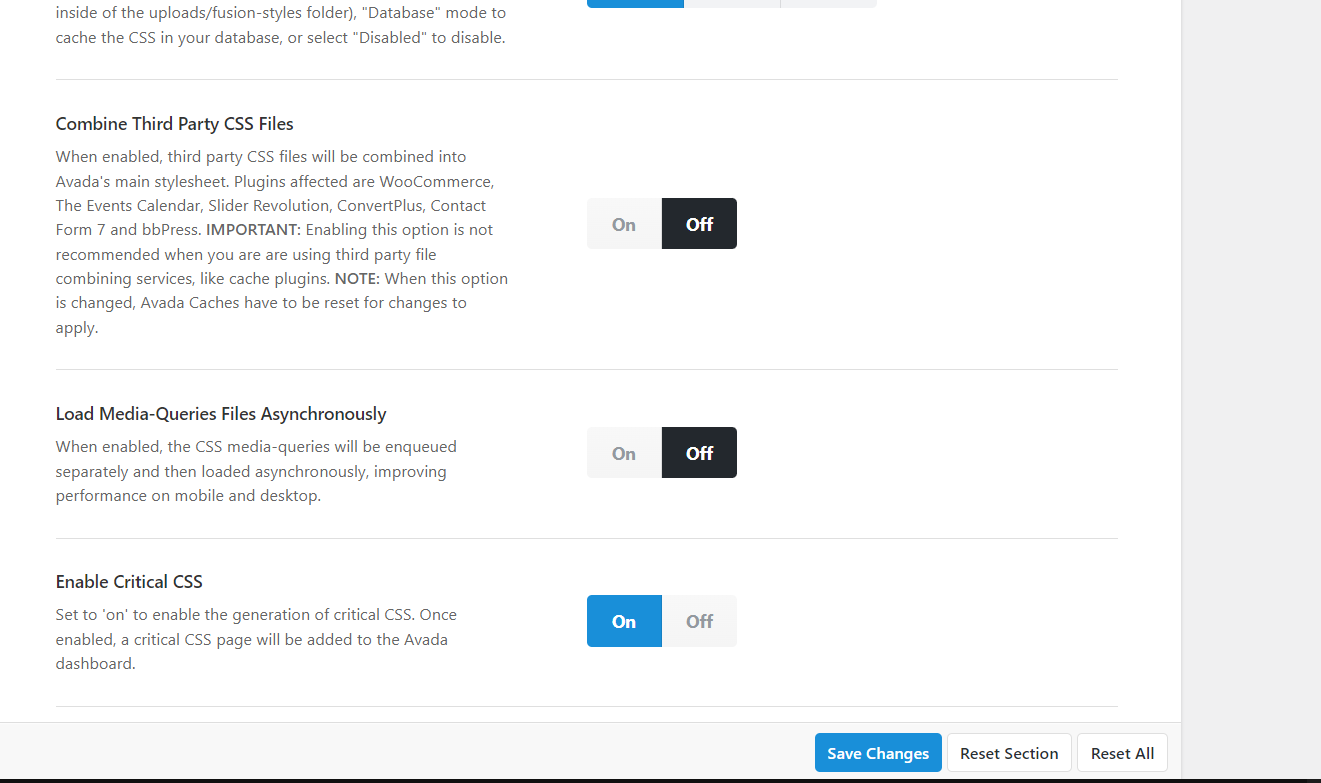 inside of the uploads/fusion-styles folder), "Database" mode to
cache the CSS in your database, or select "Disabled" to disable.
Combine Third Party CSS Files
When enabled, third party CSS files will be combined into
Avada's main stylesheet. Plugins affected are WooCommerce,
The Events Calendar, Slider Revolution, ConvertPlus, Contact
Form 7 and bbPress. IMPORTANT: Enabling this option is not
recommended when you are are using third party file
combining services, like cache plugins. NOTE: When this option
is changed, Avada Caches have to be reset for changes to
apply.
On Off
Load Media-Queries Files Asynchronously
When enabled, the CSS media-queries will be enqueued
separately and then loaded asynchronously, improving
performance on mobile and desktop.
On Off
Enable Critical CSS
Set to 'on' to enable the generation of critical CSS. Once
enabled, a critical CSS page will be added to the Avada
dashboard.
On Off
Save Changes Reset Section Reset All